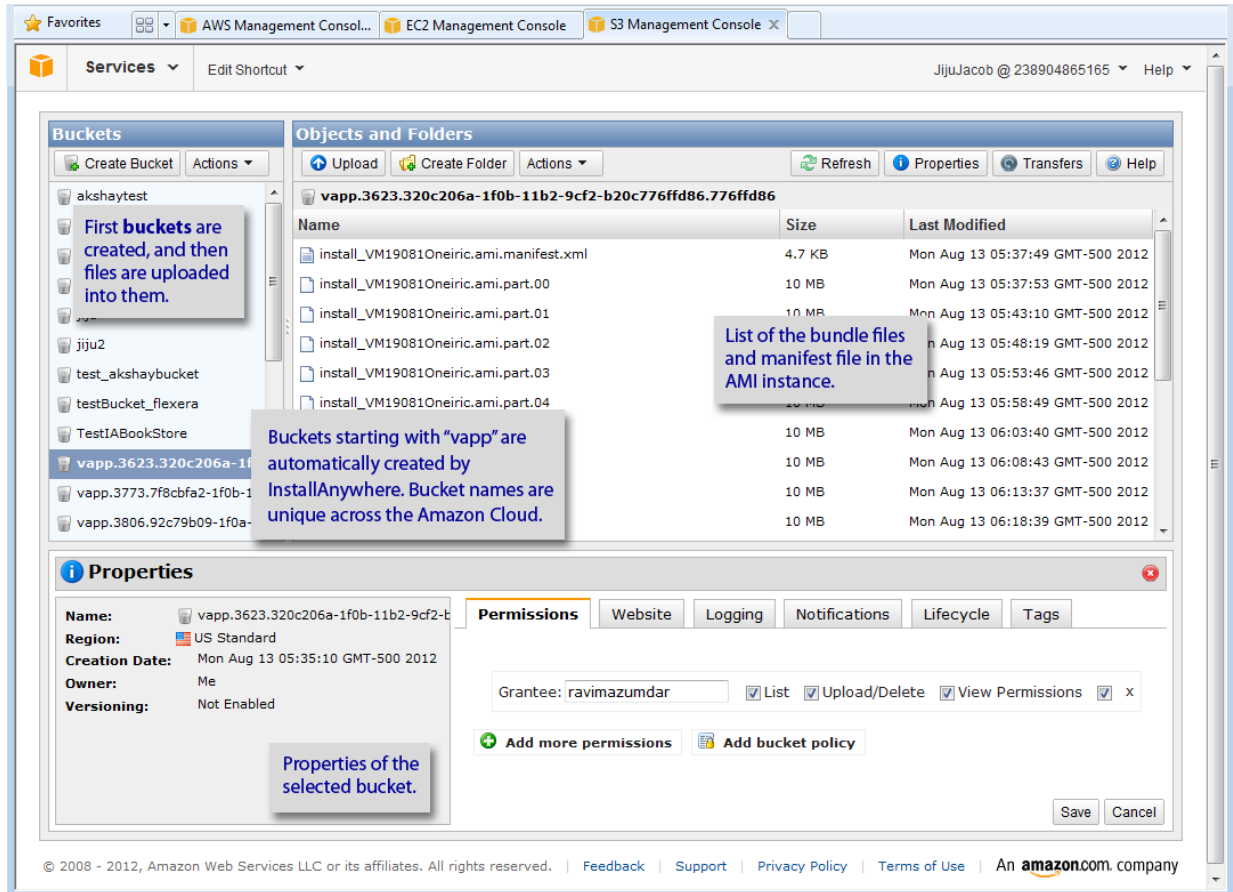 Favorites
AWS Management Consol...
EC2 Management Console
S3 Management Console X
Services
Edit Shortcut
JijuJacob @ 238904865165
Help
Buckets
Create Bucket
Actions
akshaytest
First buckets are
created, and then
files are uploaded
into them.
jiju2
test_akshaybucket
testBucket_flexera
TestIABookStore
vapp.3623.320c206a-1f
vapp.3773.7f8cbfa2-1f0b-1
vapp.3806.92c79b09-1f0a-
Objects and Folders
Upload
Create Folder
Actions
Refresh
Properties
Transfers
Help
vapp.3623.320c206a-1f0b-11b2-9cf2-b20c776ffd86.776ffd86
Name Size Last Modified
install_VM19081Oneiric.ami.manifest.xml 4.7 KB Mon Aug 13 05:37:49 GMT-500 2012
install_VM19081Oneiric.ami.part.00 10 MB Mon Aug 13 05:37:53 GMT-500 2012
install_VM19081Oneiric.ami.part.01 10 MB Mon Aug 13 05:43:10 GMT-500 2012
install_VM19081Oneiric.ami.part.02 Mon Aug 13 05:48:19 GMT-500 2012
install_VM19081Oneiric.ami.part.03 Aug 13 05:53:46 GMT-500 2012
install_VM19081Oneiric.ami.part.04 10 MB Mon Aug 13 05:58:49 GMT-500 2012
10 MB Mon Aug 13 06:03:40 GMT-500 2012
10 MB Mon Aug 13 06:08:43 GMT-500 2012
10 MB Mon Aug 13 06:13:37 GMT-500 2012
10 MB Mon Aug 13 06:18:39 GMT-500 2012
List of the bundle files
and manifest file in the
AMI instance.
Buckets starting with “vapp” are
automatically created by
InstallAnywhere. Bucket names are
unique across the Amazon Cloud.
Properties
Name: vapp.3623.320c206a-1f0b-11b2-9cf2-b
Region: US Standard
Creation Date: Mon Aug 13 05:35:10 GMT-500 2012
Owner: Me
Versioning: Not Enabled
Properties of the
selected bucket.
Permissions
Website
Logging
Notifications
Lifecycle
Tags
Grantee: ravimazumdar List Upload/Delete View Permissions x
Add more permissions
Add bucket policy
Save
Cancel
© 2008 - 2012, Amazon Web Services LLC or its affiliates. All rights reserved. | Feedback | Support | Privacy Policy | Terms of Use | An amazon.com. company